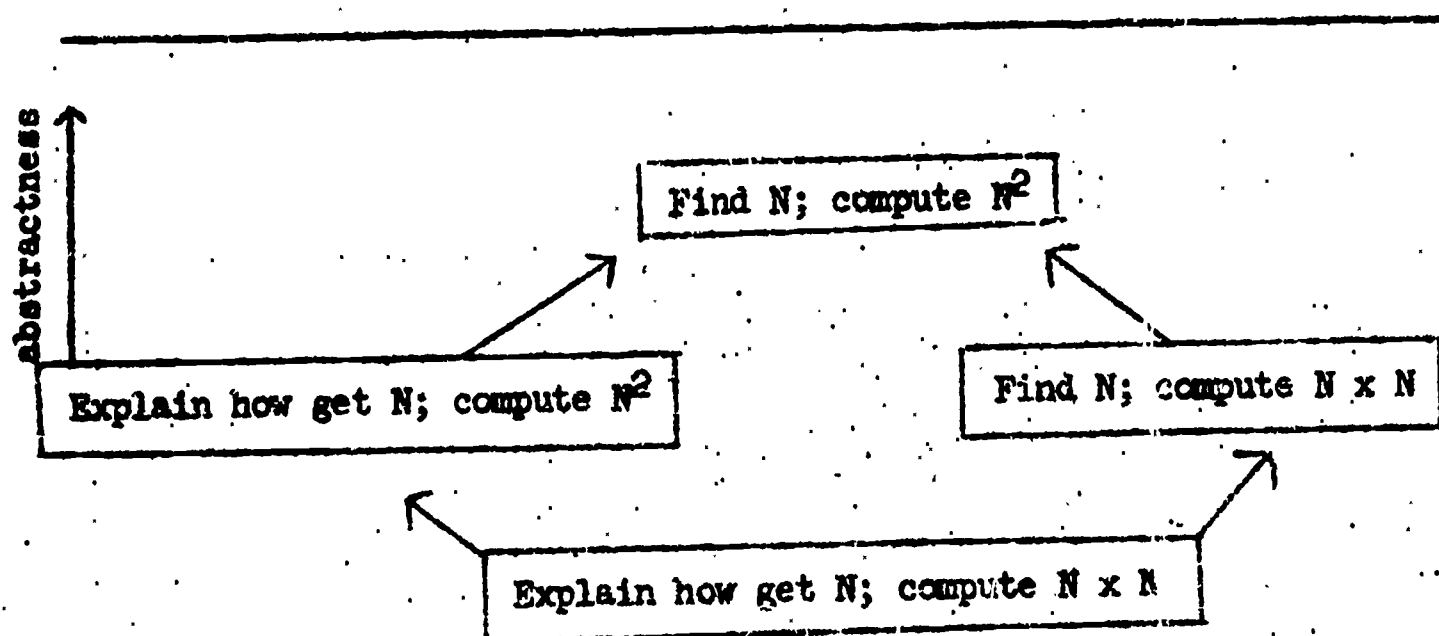 abstractness
Find N; compute N²
Explain how get N; compute N²
Find N; compute N x N
Explain how get N; compute N x N